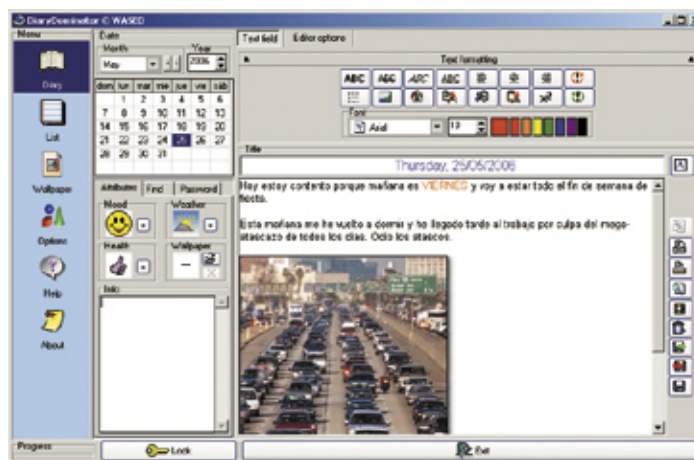 DiaryDominator © WASED
Menu
Diary
List
Wallpaper
Options
Help
About
Progress
Date
Month
Year
May
2006
dom lun mar mié jue vie sáb
1 2 3 4 5 6
7 8 9 10 11 12 13
14 15 16 17 18 19 20
21 22 23 24 25 26 27
28 29 30 31
Attributes
Find
Password
Mood
Weather
Health
Wallpaper
Info
Lock
Text field
Editor options
Text formatting
ABC ABC ABC ABC
Font
Arial
Title
Thursday, 25/05/2006
Hoy estoy contento porque mañana es VIERNES y voy a estar todo el fin de semana de
fiesta.
Esta mañana me he vuelto a dormir y he llegado tarde al trabajo por culpa del mega-
atascazo de todos los días. Odio los atascos.
Exit